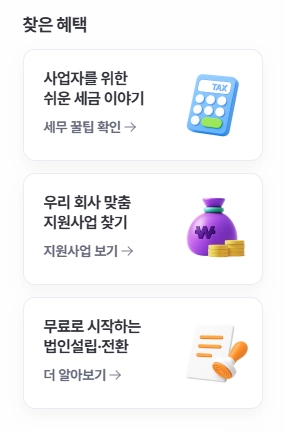 찾은 혜택
사업자를 위한
쉬운 세금 이야기
세무 꿀팁 확인 →
TAX
우리 회사 맞춤
지원사업 찾기
지원사업 보기 →
₩
무료로 시작하는
법인설립·전환
더 알아보기 →